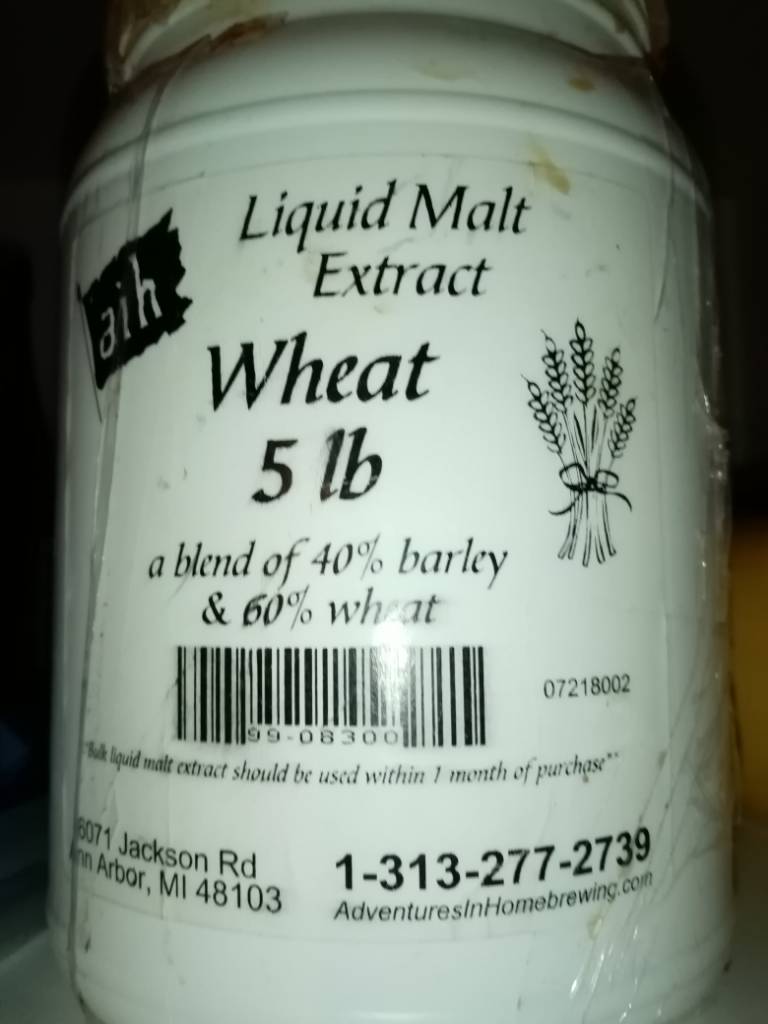 aih
Liquid Malt
Extract
Wheat
5 lb
a blend of 40% barley
& 60% wheat
99-08300
07218002
*Bulk liquid malt extract should be used within 1 month of purchase**
6071 Jackson Rd
Ann Arbor, MI 48103
1-313-277-2739
AdventuresInHomebrewing.com